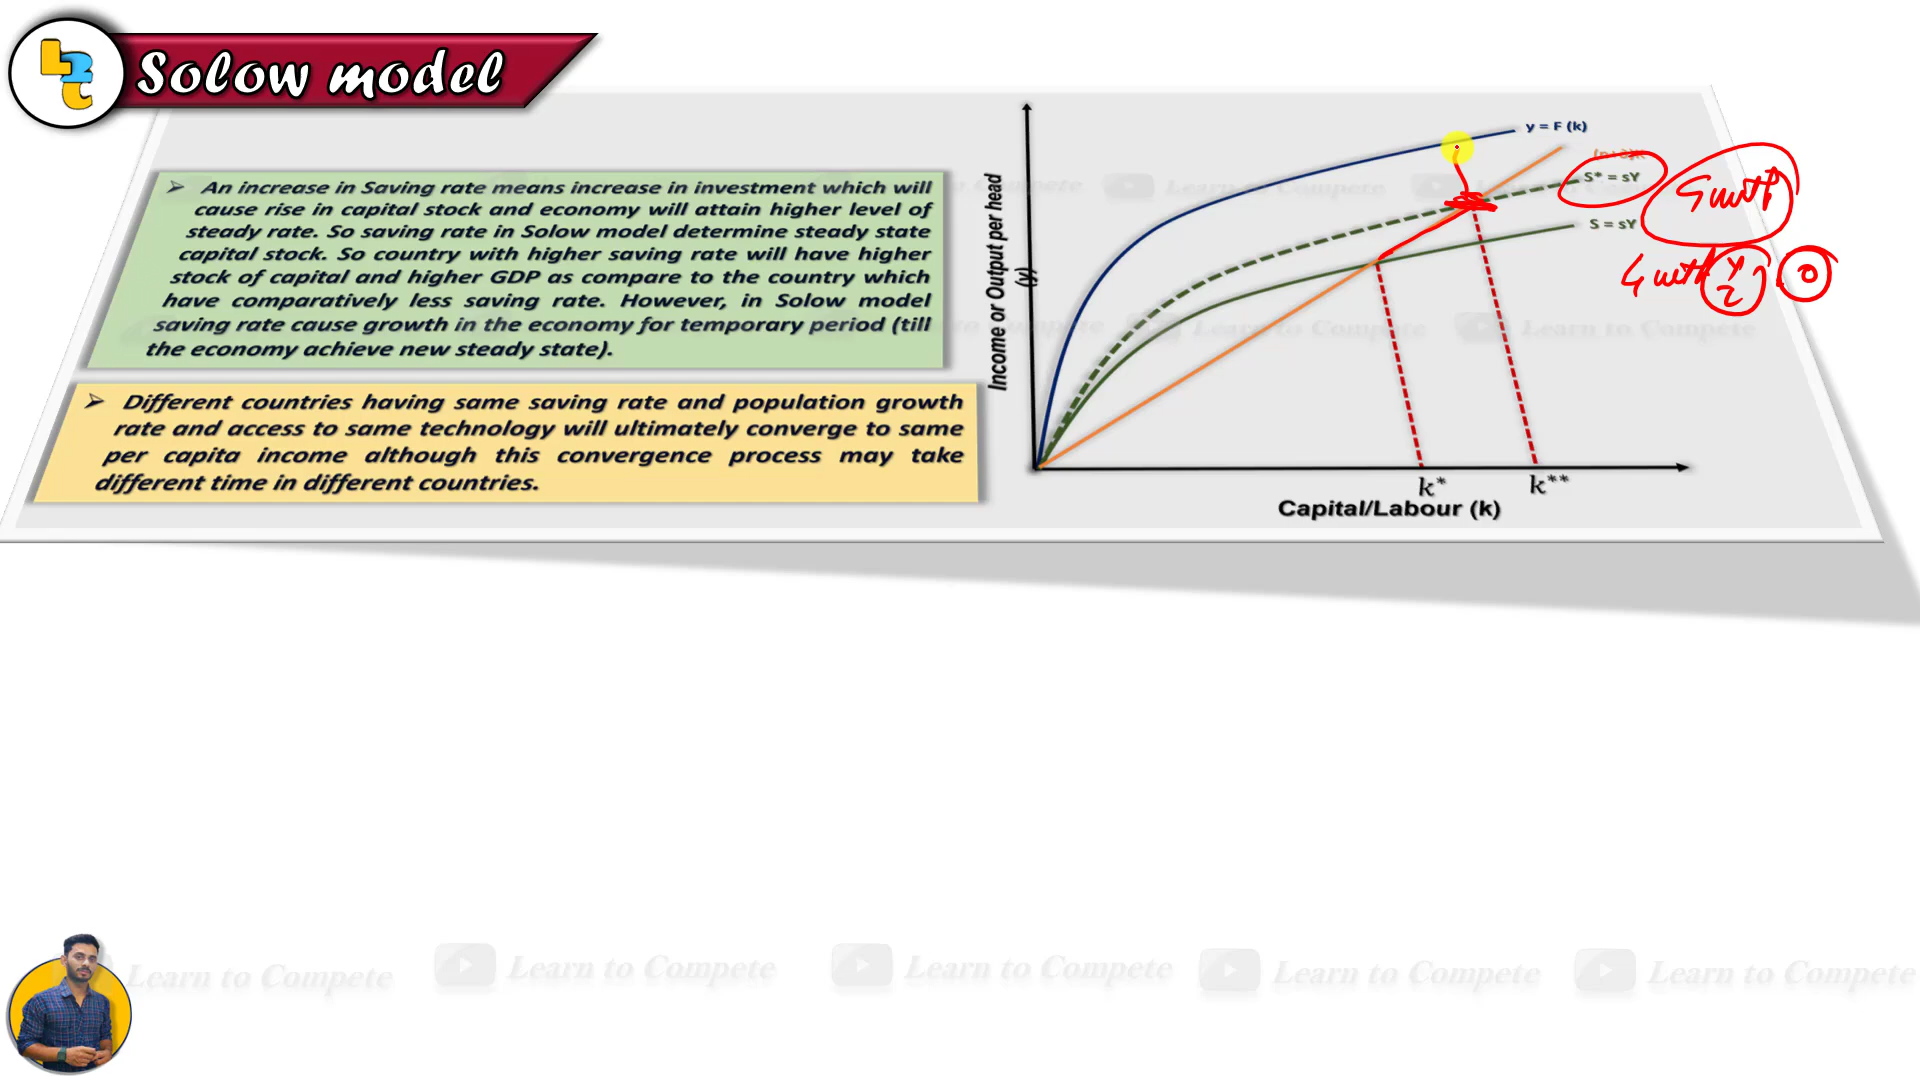 Solow model
➢ An increase in Saving rate means increase in investment which will
cause rise in capital stock and economy will attain higher level of
steady rate. So saving rate in Solow model determine steady state
capital stock. So country with higher saving rate will have higher
stock of capital and higher GDP as compare to the country which
have comparatively less saving rate. However, in Solow model
saving rate cause growth in the economy for temporary period (till
the economy achieve new steady state).
➢ Different countries having same saving rate and population growth
rate and access to same technology will ultimately converge to same
per capita income although this convergence process may take
different time in different countries.
Income or Output per head
(y)
y = F (k)
S* = sY
S = sY
0
k*
k**
Capital/Labour (k)
Learn to Compete
Learn to Compete
Learn to Compete
Learn to Compete
Learn to Compete